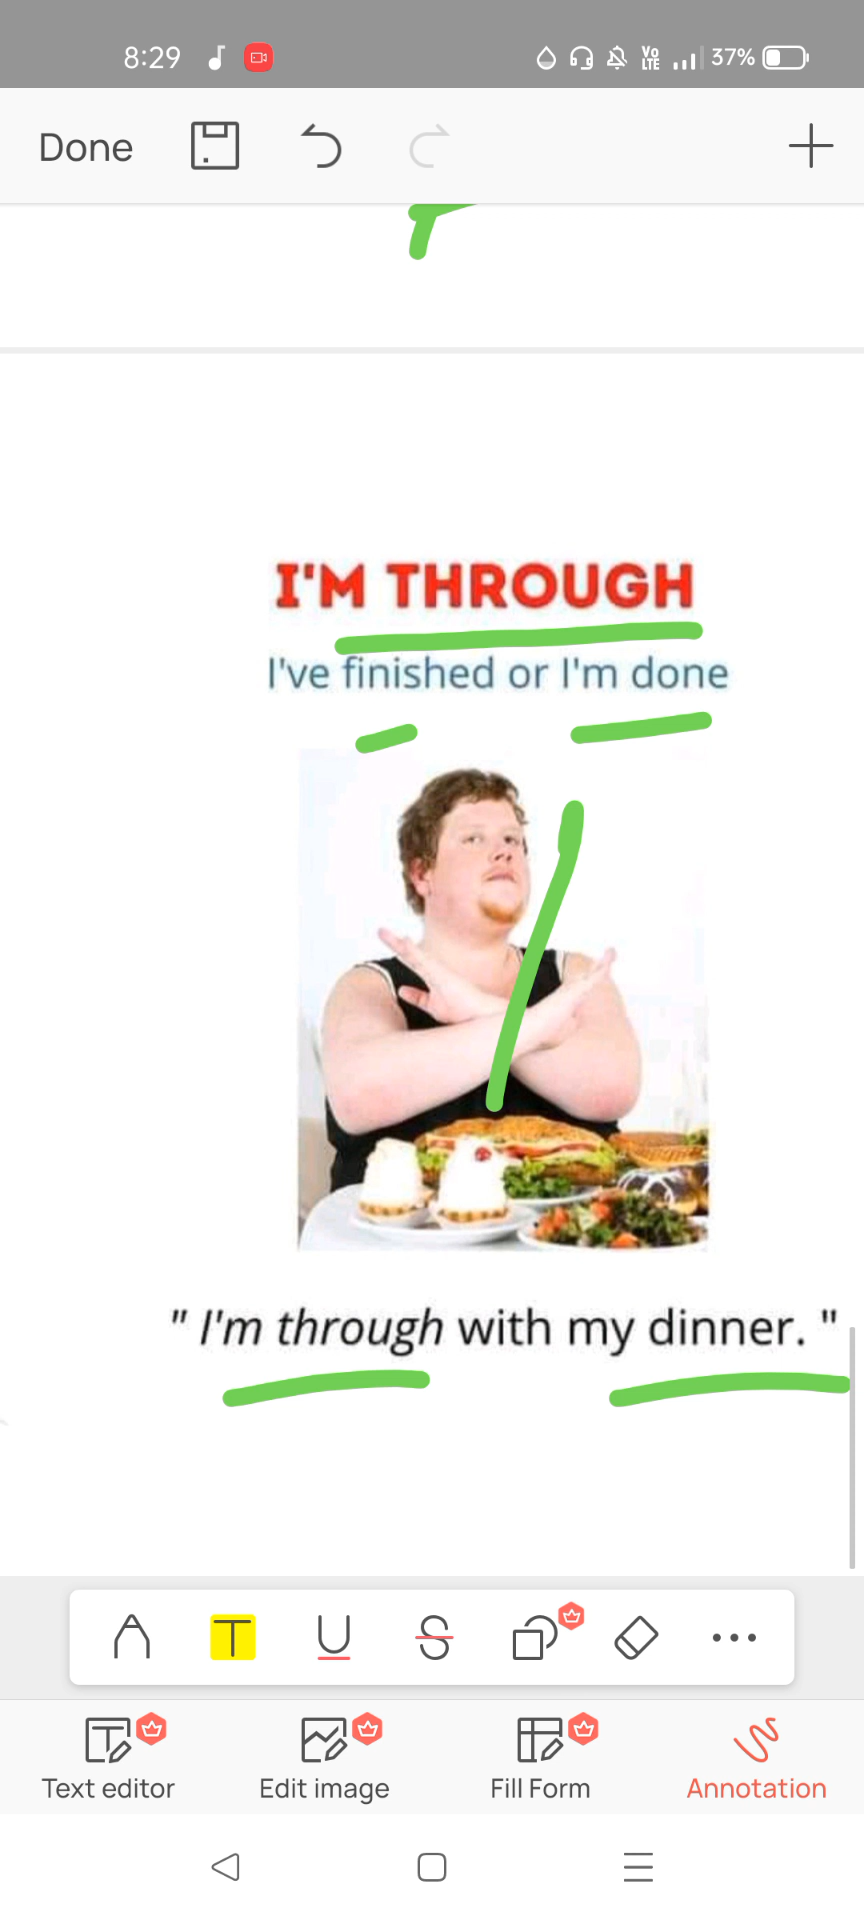 8:29 VoLTE 37%
Done
I'M THROUGH
I've finished or I'm done
" I'm through with my dinner. "
T U S
Text editor Edit image Fill Form Annotation